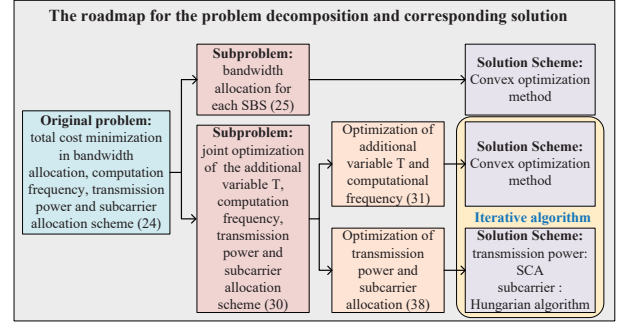 The roadmap for the problem decomposition and corresponding solution
Original problem:
total cost minimization
in bandwidth
allocation, computation
frequency, transmission
power and subcarrier
allocation scheme (24)
Subproblem:
bandwidth
allocation for
each SBS (25)
Solution Scheme:
Convex optimization
method
Subproblem:
joint optimization
of the additional
variable T,
computation
frequency,
transmission
power and
subcarrier
allocation
scheme (30)
Optimization of
additional
variable T and
computational
frequency (31)
Solution Scheme:
Convex optimization
method
Iterative algorithm
Optimization of
transmission
power and
subcarrier
allocation (38)
Solution Scheme:
transmission power:
SCA
subcarrier :
Hungarian algorithm